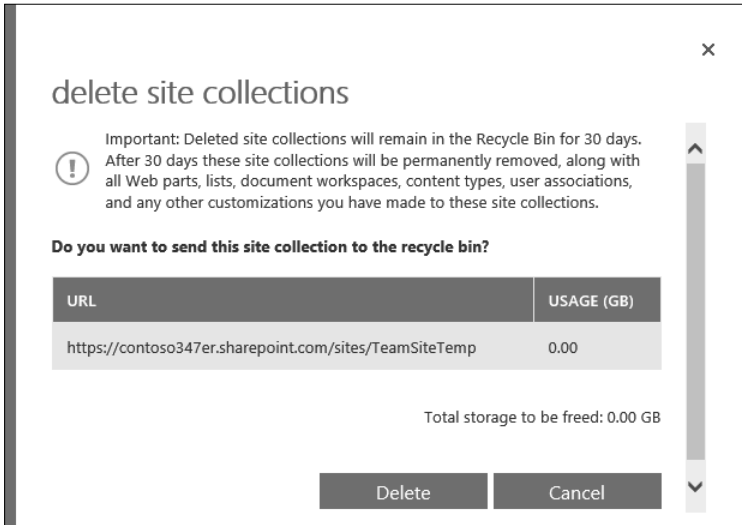 delete site collections
Important: Deleted site collections will remain in the Recycle Bin for 30 days.
After 30 days these site collections will be permanently removed, along with
all Web parts, lists, document workspaces, content types, user associations,
and any other customizations you have made to these site collections.
Do you want to send this site collection to the recycle bin?
URL USAGE (GB)
https://contoso347er.sharepoint.com/sites/TeamSiteTemp 0.00
Total storage to be freed: 0.00 GB
Delete Cancel